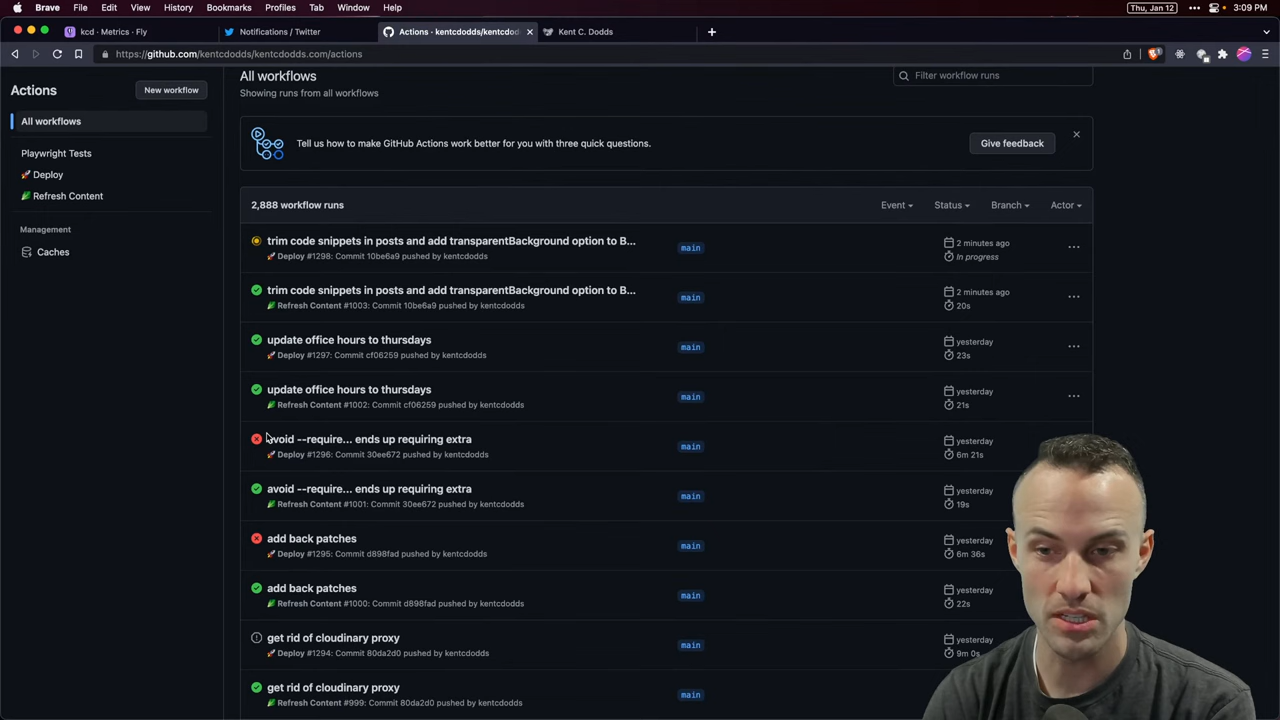 Brave File Edit View History Bookmarks Profiles Tab Window Help Thu, Jan 12 3:09 PM
kcd · Metrics · Fly
Notifications / Twitter
Actions · kentcdodds/kentcdod
Kent C. Dodds
https://github.com/kentcdodds/kentcdodds.com/actions
Actions
New workflow
All workflows
Playwright Tests
Deploy
Refresh Content
Management
Caches
All workflows
Showing runs from all workflows
Filter workflow runs
Tell us how to make GitHub Actions work better for you with three quick questions.
Give feedback
2,888 workflow runs
Event
Status
Branch
Actor
trim code snippets in posts and add transparentBackground option to B...
Deploy #1298: Commit 10be6a9 pushed by kentcdodds
main
2 minutes ago
In progress
trim code snippets in posts and add transparentBackground option to B...
Refresh Content #1003: Commit 10be6a9 pushed by kentcdodds
main
2 minutes ago
20s
update office hours to thursdays
Deploy #1297: Commit cf06259 pushed by kentcdodds
main
yesterday
23s
update office hours to thursdays
Refresh Content #1002: Commit cf06259 pushed by kentcdodds
main
yesterday
21s
avoid --require... ends up requiring extra
Deploy #1296: Commit 30ee672 pushed by kentcdodds
main
yesterday
6m 21s
avoid --require... ends up requiring extra
Refresh Content #1001: Commit 30ee672 pushed by kentcdodds
main
yesterday
19s
add back patches
Deploy #1295: Commit d898fad pushed by kentcdodds
main
yesterday
6m 36s
add back patches
Refresh Content #1000: Commit d898fad pushed by kentcdodds
main
yesterday
22s
get rid of cloudinary proxy
Deploy #1294: Commit 80da2d0 pushed by kentcdodds
main
yesterday
9m 0s
get rid of cloudinary proxy
Refresh Content #999: Commit 80da2d0 pushed by kentcdodds
main